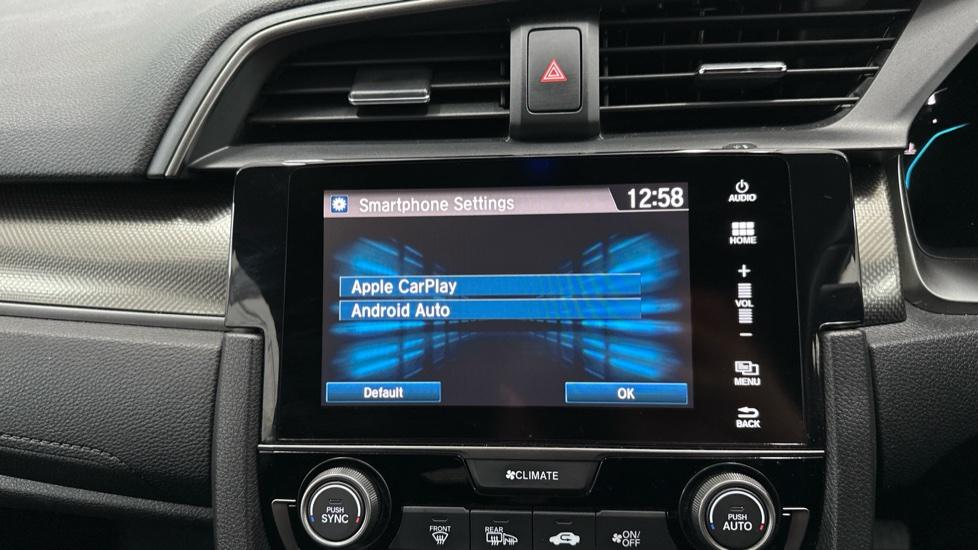 Smartphone Settings 12:58
Apple CarPlay
Android Auto
Default OK
AUDIO
HOME
+
VOL
−
MENU
BACK
CLIMATE
PUSH
SYNC
FRONT
REAR
ON/
OFF
PUSH
AUTO